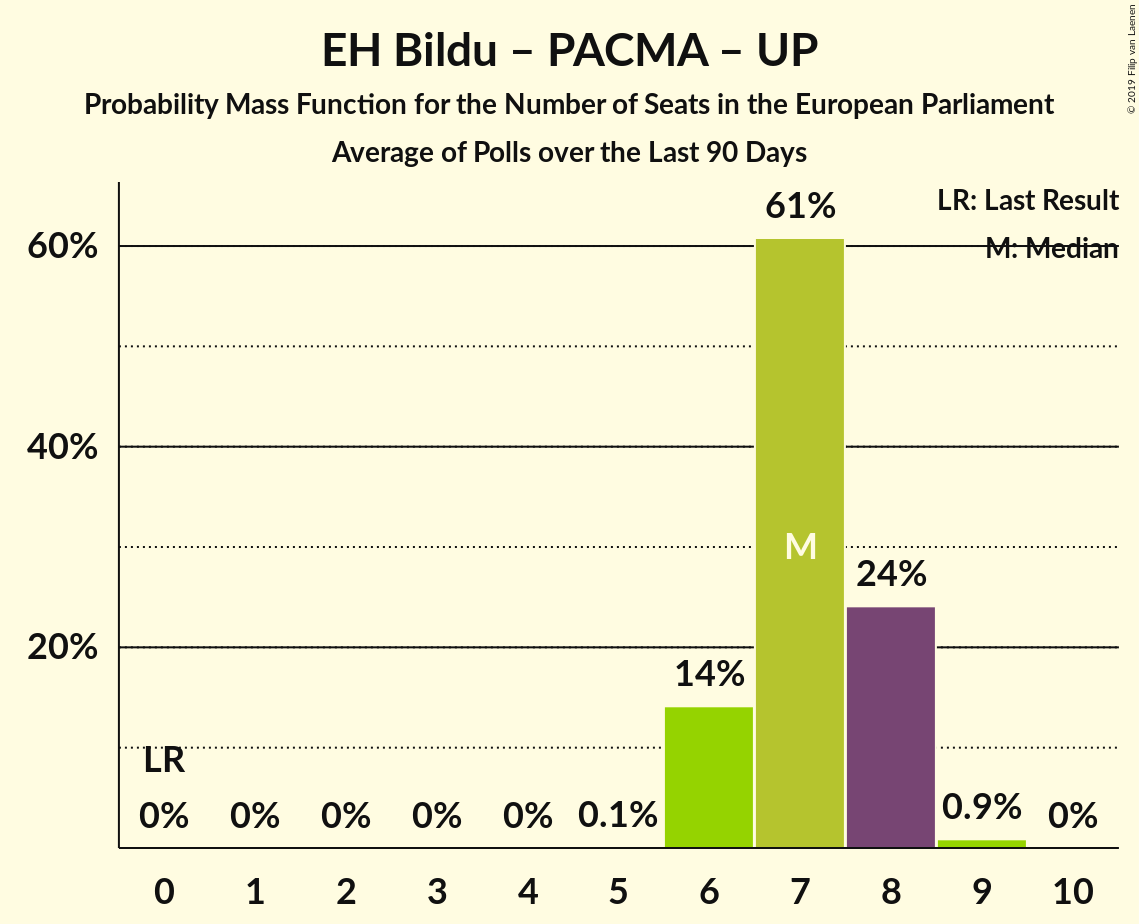 EH Bildu – PACMA – UP
Probability Mass Function for the Number of Seats in the European Parliament
Average of Polls over the Last 90 Days
© 2019 Filip van Laenen
LR: Last Result
M: Median
60%
40%
20%
61%
M
24%
14%
LR
0% 0% 0% 0% 0% 0.1% 0.9% 0%
0 1 2 3 4 5 6 7 8 9 10